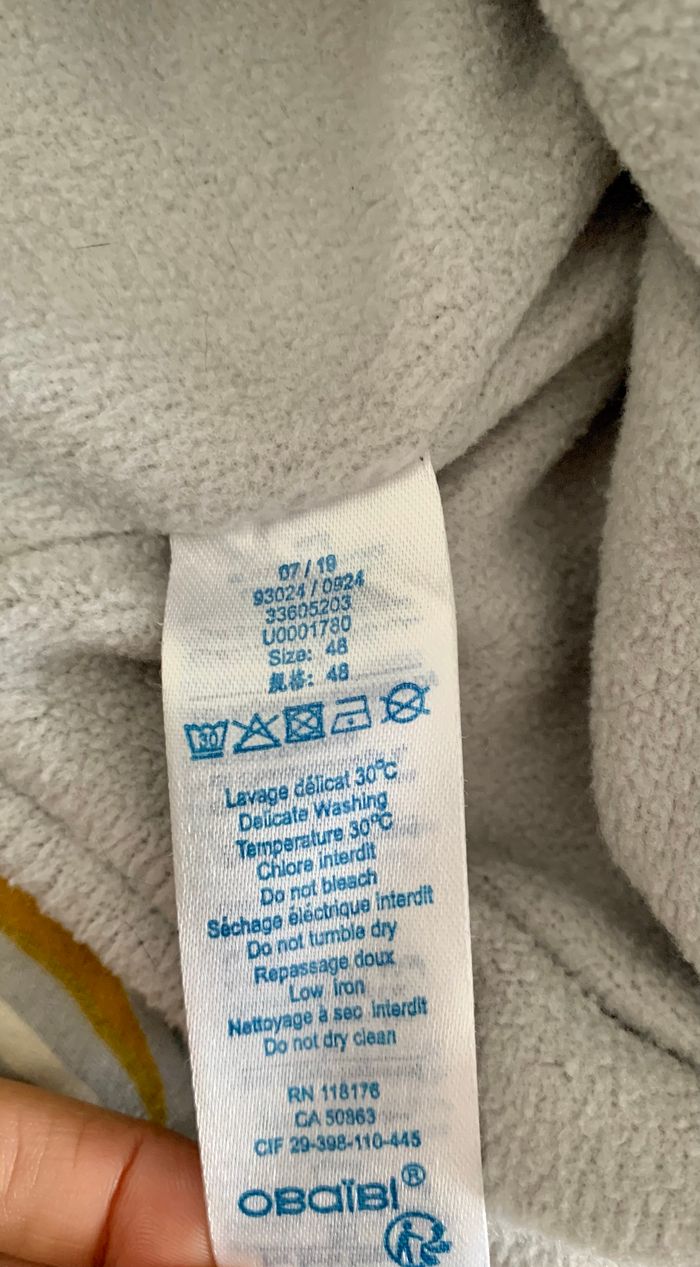 07/19
93024/0924
33605203
U0001780
Size: 48
規格: 48
30
Lavage délicat 30°C
Delicate Washing
Temperature 30°C
Chlore interdit
Do not bleach
Séchage éléctrique interdit
Do not tumble dry
Repassage doux
Low iron
Nettoyage à sec interdit
Do not dry clean
RN 118176
CA 50963
CIF 29-398-110-445
OBaïBI®